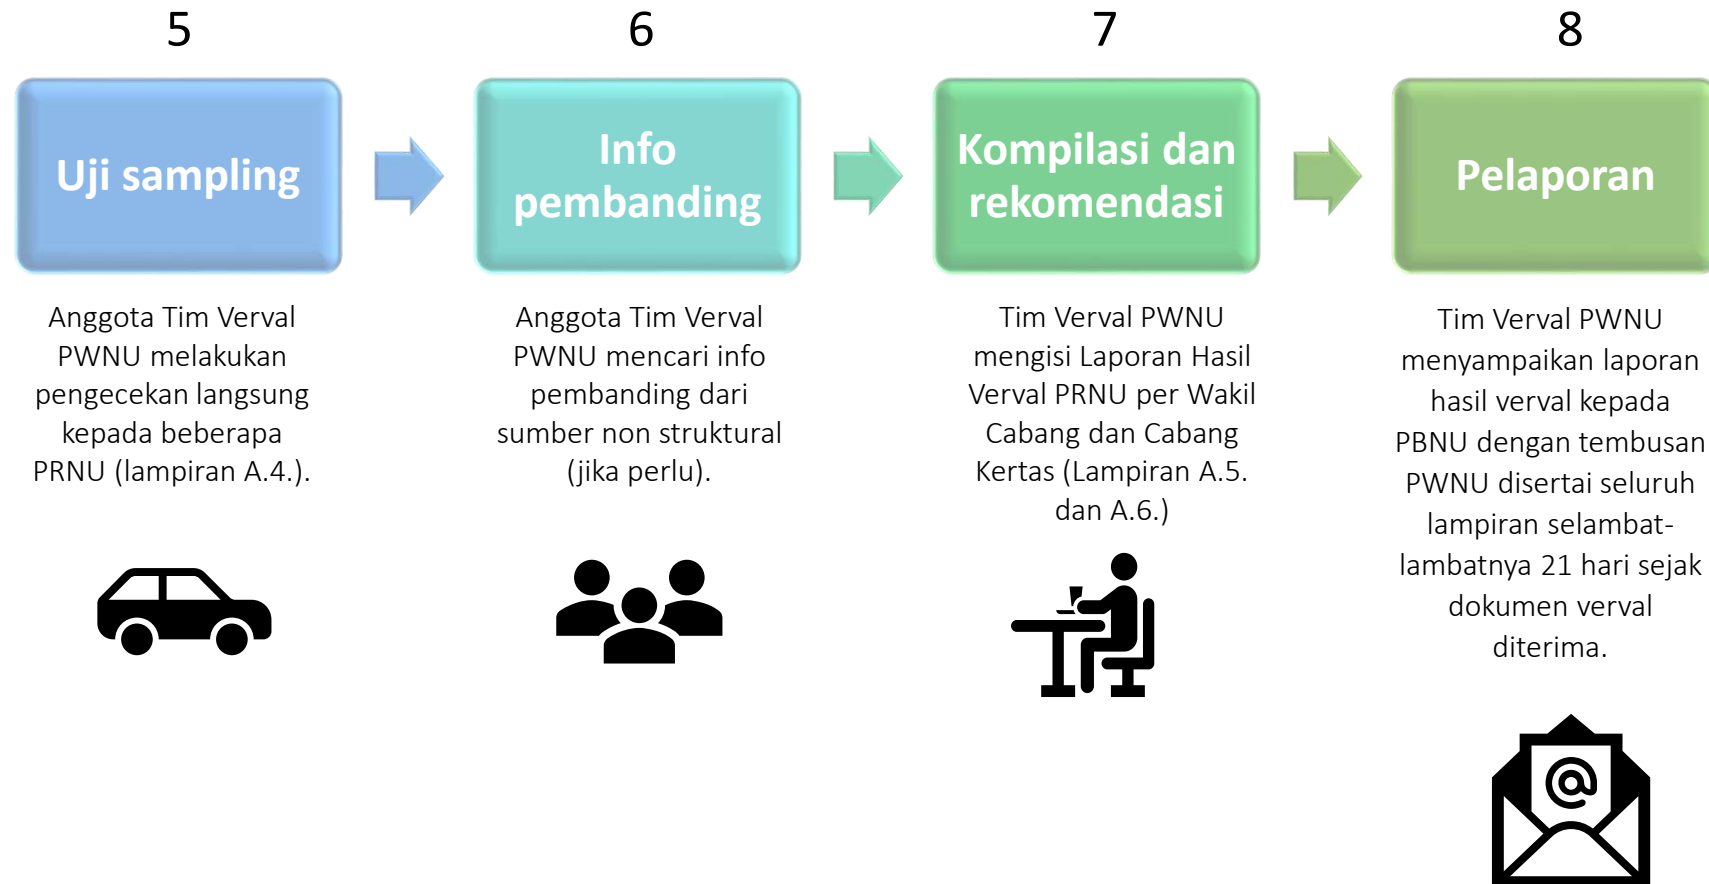 5
Uji sampling
Anggota Tim Verval
PWNU melakukan
pengecekan langsung
kepada beberapa
PRNU (lampiran A.4.).
6
Info
pembanding
Anggota Tim Verval
PWNU mencari info
pembanding dari
sumber non struktural
(jika perlu).
7
Kompilasi dan
rekomendasi
Tim Verval PWNU
mengisi Laporan Hasil
Verval PRNU per Wakil
Cabang dan Cabang
Kertas (Lampiran A.5.
dan A.6.)
8
Pelaporan
Tim Verval PWNU
menyampaikan laporan
hasil verval kepada
PBNU dengan tembusan
PWNU disertai seluruh
lampiran selambat-
lambatnya 21 hari sejak
dokumen verval
diterima.
@